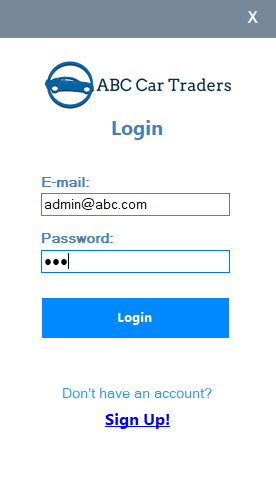 X
ABC Car Traders
Login
E-mail:
admin@abc.com
Password:
●●●
Login
Don't have an account?
Sign Up!